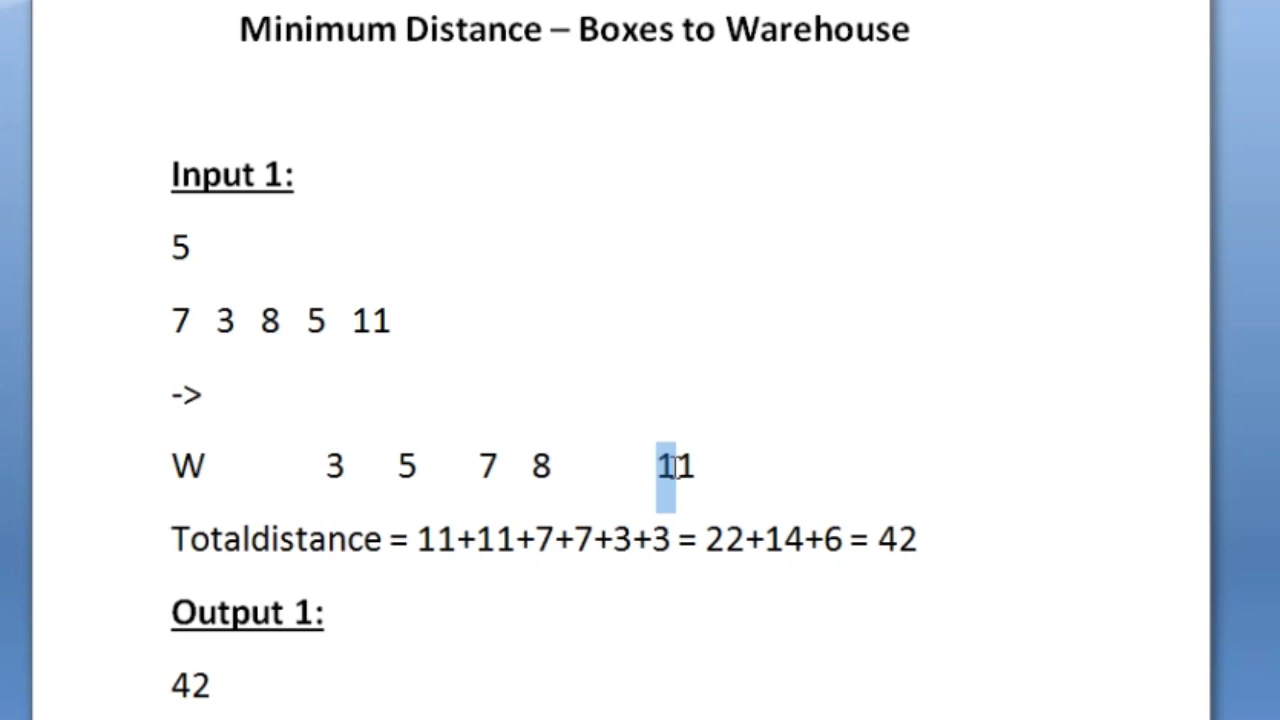 Minimum Distance – Boxes to Warehouse
Input 1:
5
7 3 8 5 11
->
W 3 5 7 8 11
Totaldistance = 11+11+7+7+3+3 = 22+14+6 = 42
Output 1:
42